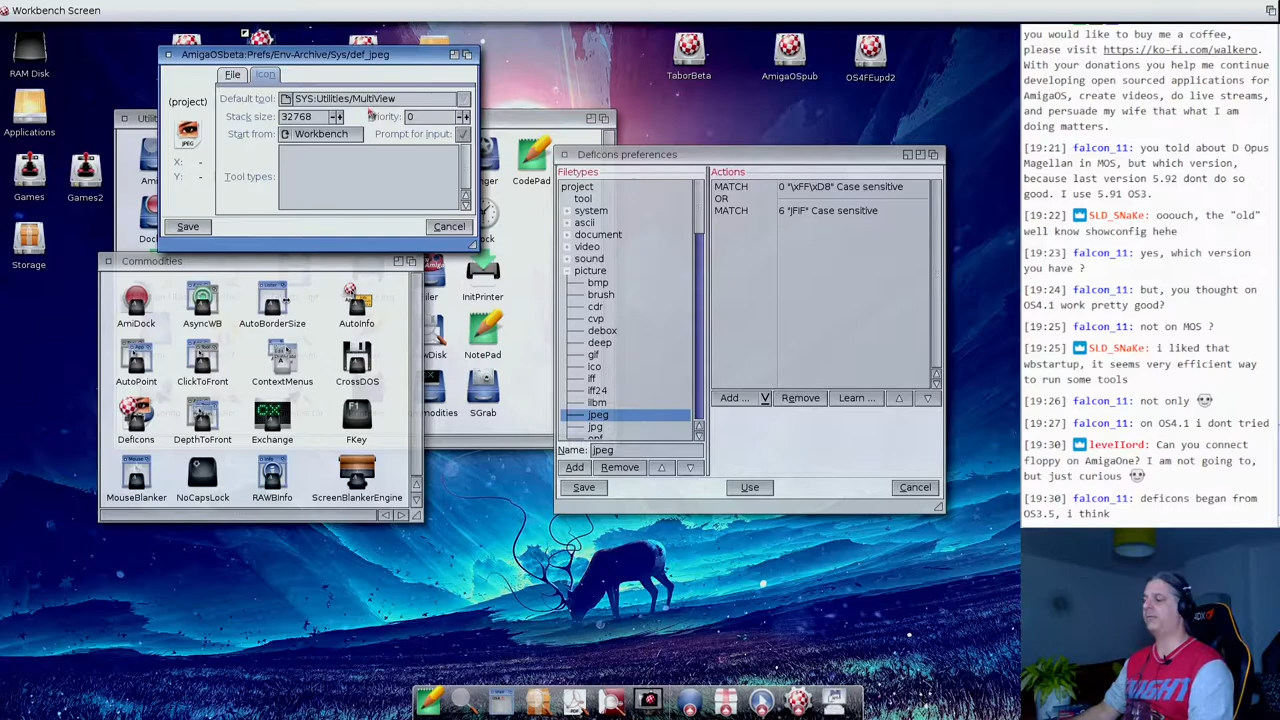 Workbench Screen
RAM Disk
Applications
Games
Games2
Storage
AmigaOSbeta:Prefs/Env-Archive/Sys/def_jpeg
File
Icon
(project)
Default tool:
SYS:Utilities/MultiView
Stack size:
32768
riority:
0
Start from:
Workbench
Prompt for input:
X: -
Y: -
Tool types:
Save
Cancel
CodePad
InitPrinter
NotePad
SGrab
TaborBeta
AmigaOSpub
OS4FEupd2
Commodities
AmiDock
AsyncWB
AutoBorderSize
AutoInfo
AutoPoint
ClickToFront
ContextMenus
CrossDOS
DefIcons
DepthToFront
Exchange
FKey
MouseBlanker
NoCapsLock
RAWBInfo
ScreenBlankerEngine
DefIcons preferences
Filetypes
project
tool
system
ascii
document
video
sound
picture
bmp
brush
cdr
cvp
debox
deep
gif
ico
iff
iff24
libm
jpeg
jpg
Name: jpeg
Add
Remove
Save
Use
Cancel
Actions
MATCH 0 "\xFF\xD8" Case sensitive
OR
MATCH 6 "JFIF" Case sensitive
Add ...
Remove
Learn ...
you would like to buy me a coffee,
please visit https://ko-fi.com/walkero.
With your donations you help me continue
developing open sourced applications for
AmigaOS, create videos, do live streams,
and persuade my wife that what I am
doing matters.
[19:21] falcon_11: you told about D Opus
Magellan in MOS, but which version,
because last version 5.92 dont do so
good. I use 5.91 OS3.
[19:22] SLD_SNaKe: ooouch, the "old"
well know showconfig hehe
[19:23] falcon_11: yes, which version
you have ?
[19:24] falcon_11: but, you thought on
OS4.1 work pretty good?
[19:25] falcon_11: not on MOS ?
[19:25] SLD_SNaKe: i liked that
wbstartup, it seems very efficient way
to run some tools
[19:26] falcon_11: not only
[19:27] falcon_11: on OS4.1 i dont tried
[19:30] leveIIord: Can you connect
floppy on AmigaOne? I am not going to,
but just curious
[19:30] falcon_11: deficons began from
OS3.5, i think